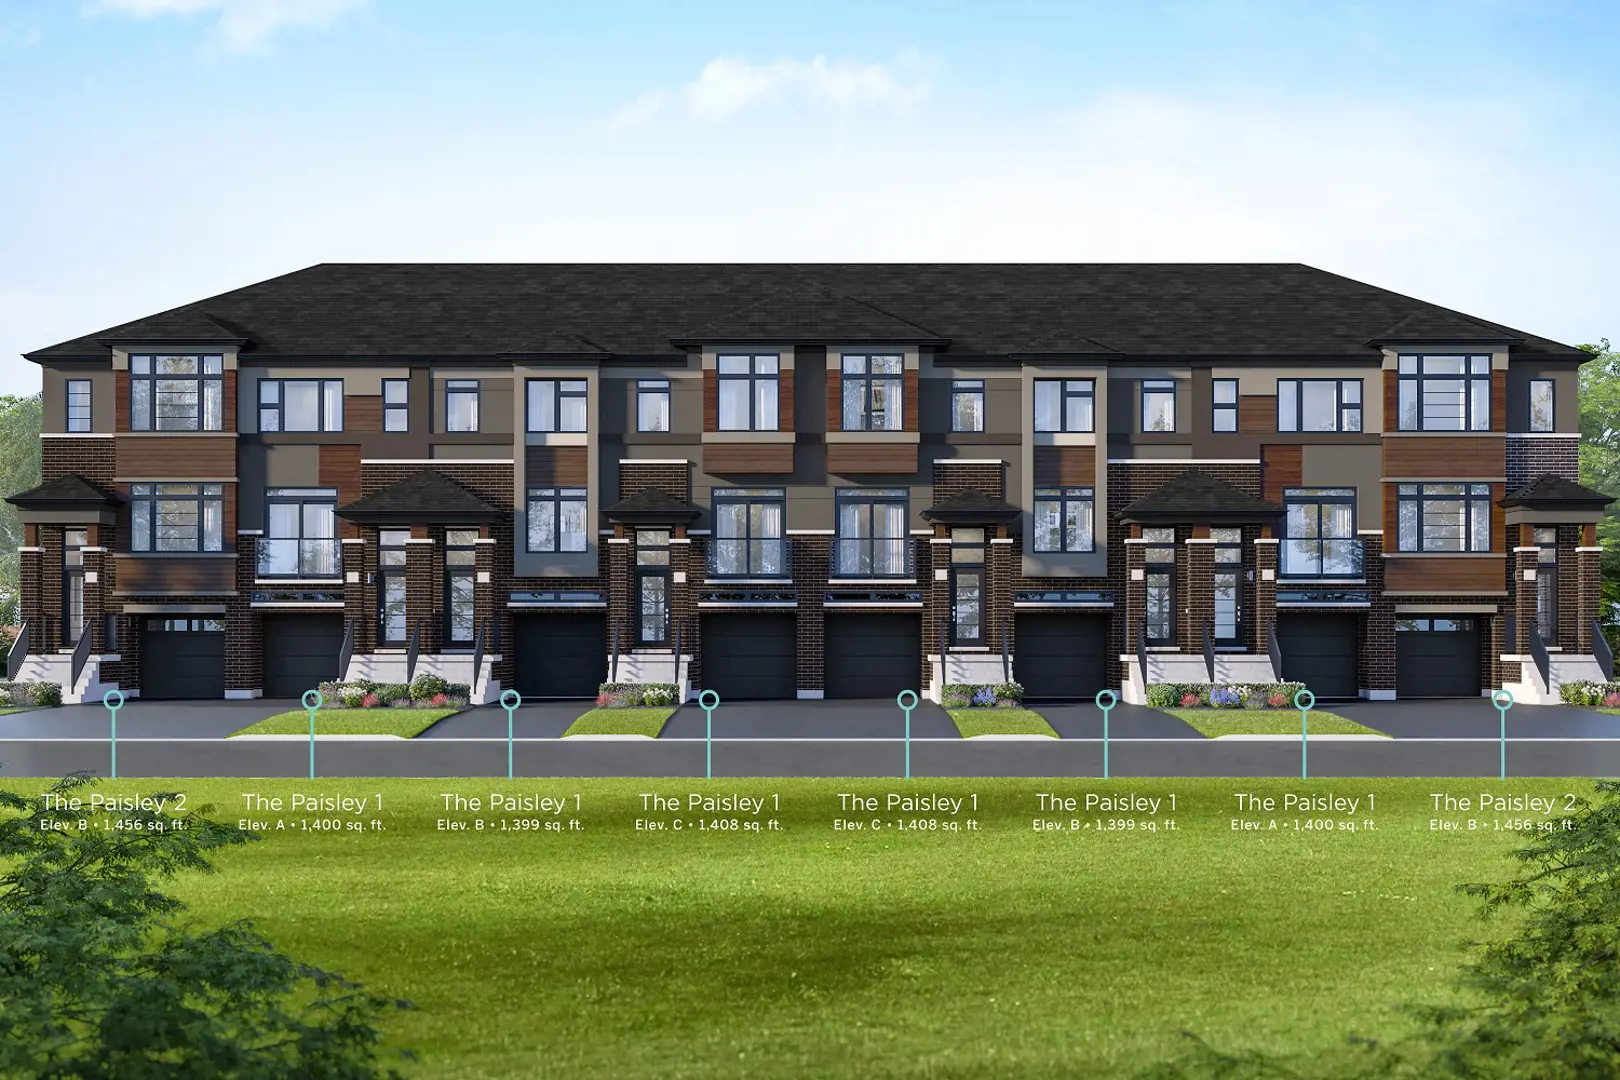 The Paisley 2
Elev. B • 1,456 sq. ft.
The Paisley 1
Elev. A • 1,400 sq. ft.
The Paisley 1
Elev. B • 1,399 sq. ft.
The Paisley 1
Elev. C • 1,408 sq. ft.
The Paisley 1
Elev. C • 1,408 sq. ft.
The Paisley 1
Elev. B • 1,399 sq. ft.
The Paisley 1
Elev. A • 1,400 sq. ft.
The Paisley 2
Elev. B • 1,456 sq. ft.